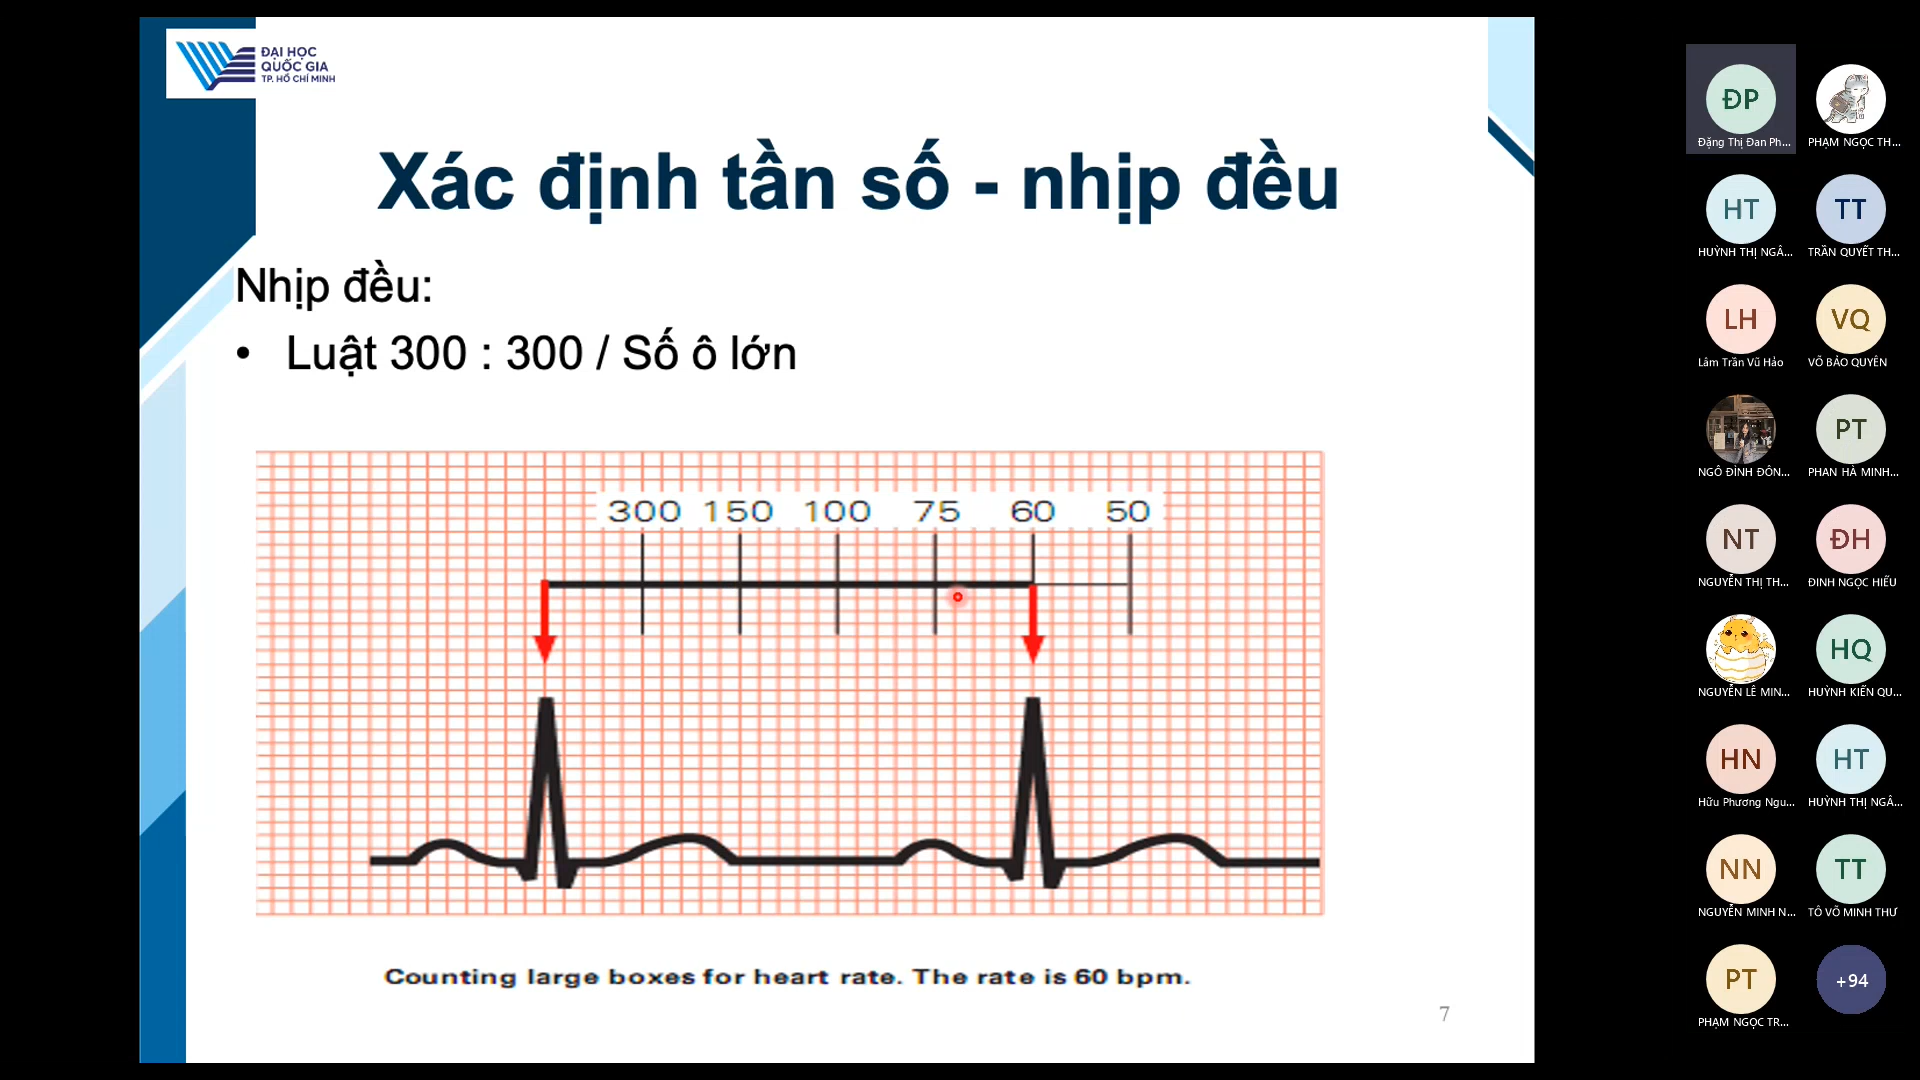 ĐẠI HỌC
QUỐC GIA
TP. HỒ CHÍ MINH
Xác định tần số - nhịp đều
Nhịp đều:
• Luật 300 : 300 / Số ô lớn
300 150 100 75 60 50
Counting large boxes for heart rate. The rate is 60 bpm.
7
ĐP
Đặng Thị Đan Ph...
PHẠM NGỌC TH...
HT
HUỲNH THỊ NGÂ...
TT
TRẦN QUYẾT TH...
LH
Lâm Trần Vũ Hảo
VQ
VÕ BẢO QUYÊN
NGÔ ĐÌNH ĐÔN...
PT
PHAN HÀ MINH...
NT
NGUYỄN THỊ TH...
ĐH
ĐINH NGỌC HIẾU
NGUYỄN LÊ MIN...
HQ
HUỲNH KIẾN QU...
HN
Hữu Phương Ngu...
HT
HUỲNH THỊ NGÂ...
NN
NGUYỄN MINH N...
TT
TÔ VÕ MINH THƯ
PT
PHẠM NGỌC TR...
+94